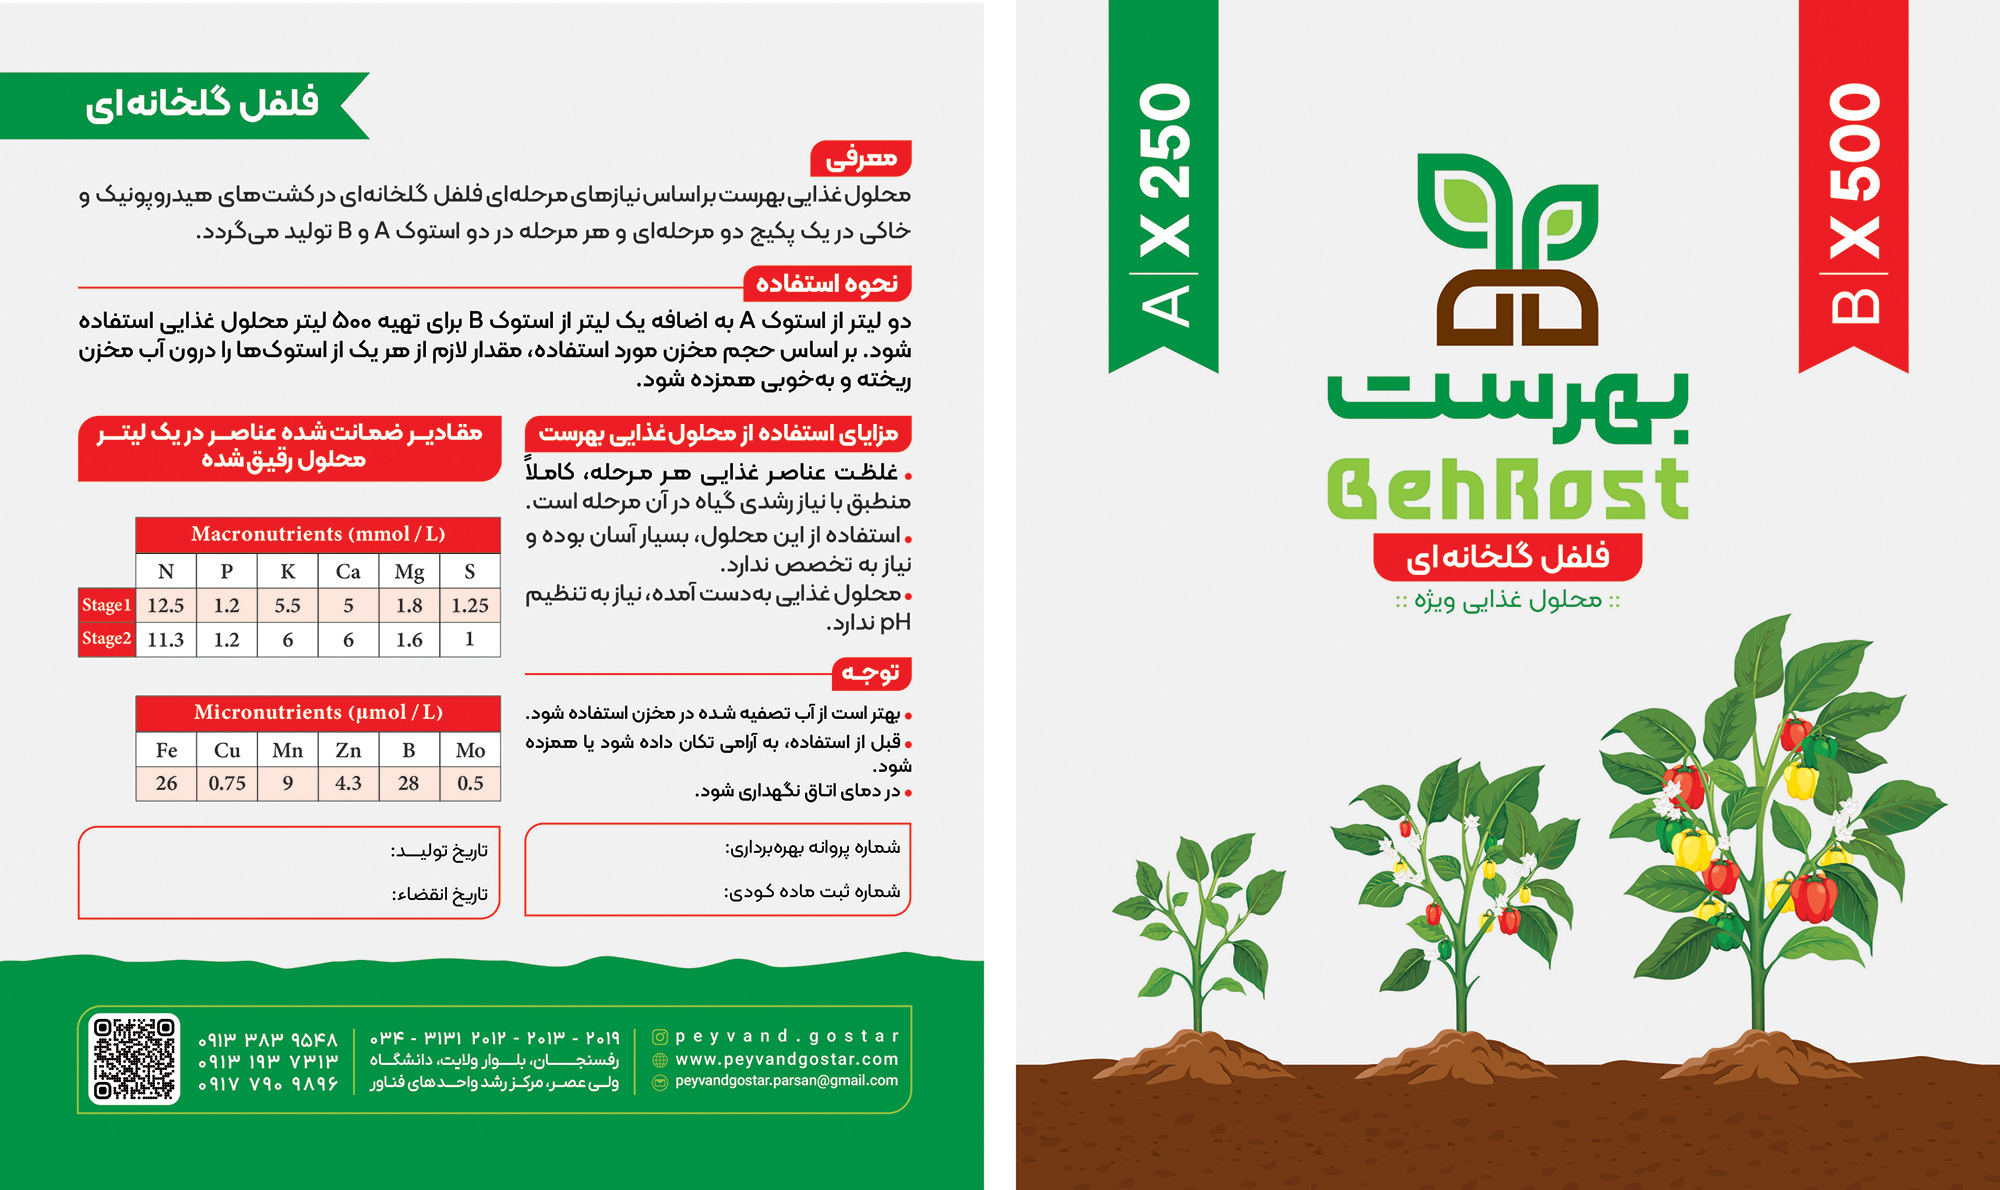 فلفل گلخانه‌ای
معرفی
محلول غذایی بهرست بر اساس نیازهای مرحله‌ای فلفل گلخانه‌ای در کشت‌های هیدروپونیک و
خاکی در یک پکیج دو مرحله‌ای و هر مرحله در دو استوک A و B تولید می‌گردد.
نحوه استفاده
دو لیتر از استوک A به اضافه یک لیتر از استوک B برای تهیه ۵۰۰ لیتر محلول غذایی استفاده
شود. بر اساس حجم مخزن مورد استفاده، مقدار لازم از هر یک از استوک‌ها را درون آب مخزن
ریخته و به‌خوبی همزده شود.
مزایای استفاده از محلول غذایی بهرست
• غلظت عناصر غذایی هر مرحله، کاملاً
منطبق با نیاز رشدی گیاه در آن مرحله است.
• استفاده از این محلول، بسیار آسان بوده و
نیاز به تخصص ندارد.
• محلول غذایی به‌دست آمده، نیاز به تنظیم
pH ندارد.
توجه
• بهتر است از آب تصفیه شده در مخزن استفاده شود.
• قبل از استفاده، به آرامی تکان داده شود یا همزده
شود.
• در دمای اتاق نگهداری شود.
شماره پروانه بهره‌برداری:
شماره ثبت ماده کودی:
مقادیر ضمانت شده عناصر در یک لیتر
محلول رقیق‌شده
Macronutrients (mmol / L)
N P K Ca Mg S
Stage1 12.5 1.2 5.5 5 1.8 1.25
Stage2 11.3 1.2 6 6 1.6 1
Micronutrients (µmol / L)
Fe Cu Mn Zn B Mo
26 0.75 9 4.3 28 0.5
تاریخ تولید:
تاریخ انقضاء:
peyvand.gostar
www.peyvandgostar.com
peyvandgostar.parsan@gmail.com
۰۳۴ - ۳۱۳۱ ۲۰۱۲ - ۲۰۱۳ - ۲۰۱۹
رفسنجان، بلوار ولایت، دانشگاه
ولی عصر، مرکز رشد واحدهای فناور
۰۹۱۳ ۳۸۳ ۹۵۴۸
۰۹۱۳ ۱۹۳ ۷۳۱۳
۰۹۱۷ ۷۹۰ ۹۸۹۶
A X 250
B X 500
بهرست
BehRost
فلفل گلخانه‌ای
:: محلول غذایی ویژه ::